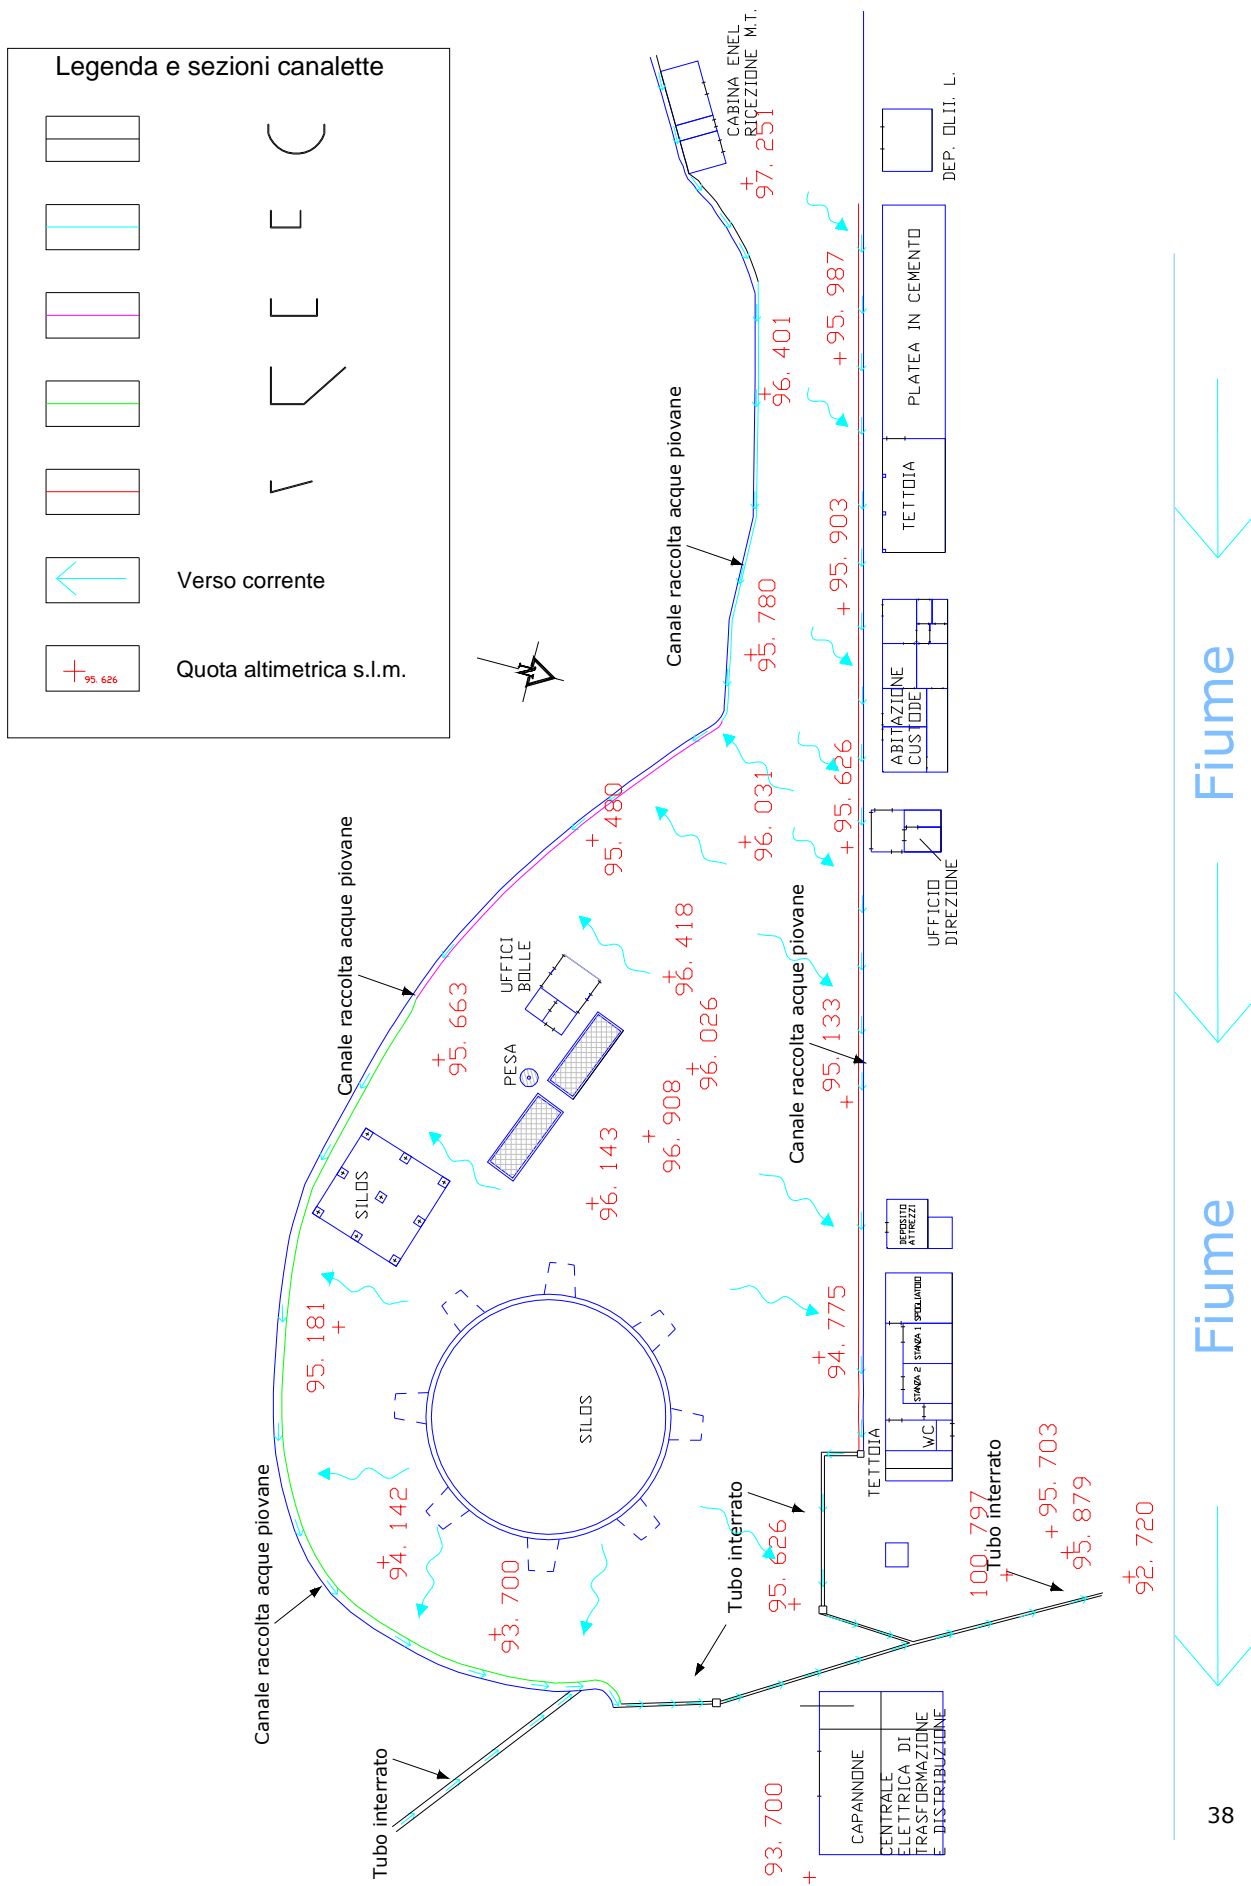 Legenda e sezioni canalette
Verso corrente
95. 626
Quota altimetrica s.l.m.
N
CABINA ENEL
RICEZIONE M.T.
97. 251
DEP. OLII. L.
96. 401
95. 987
PLATEA IN CEMENTO
Canale raccolta acque piovane
95. 903
TETTOIA
95. 780
ABITAZIONE
CUSTODE
Fiume
95. 480
96. 031
95. 626
UFFICIO
DIREZIONE
Canale raccolta acque piovane
95. 663
UFFICI
BOLLE
96. 418
PESA
96. 026
95. 133
Canale raccolta acque piovane
96. 908
96. 143
SILOS
DEPOSITO
ATTREZZI
95. 181
94. 775
SPOGLIATOIO
STANZA 1
STANZA 2
WC
TETTOIA
SILOS
Fiume
Canale raccolta acque piovane
94. 142
93. 700
Tubo interrato
95. 626
100. 797
Tubo interrato
95. 703
95. 879
92. 720
Tubo interrato
93. 700
CAPANNONE
CENTRALE
ELETTRICA DI
TRASFORMAZIONE
E DISTRIBUZIONE
38